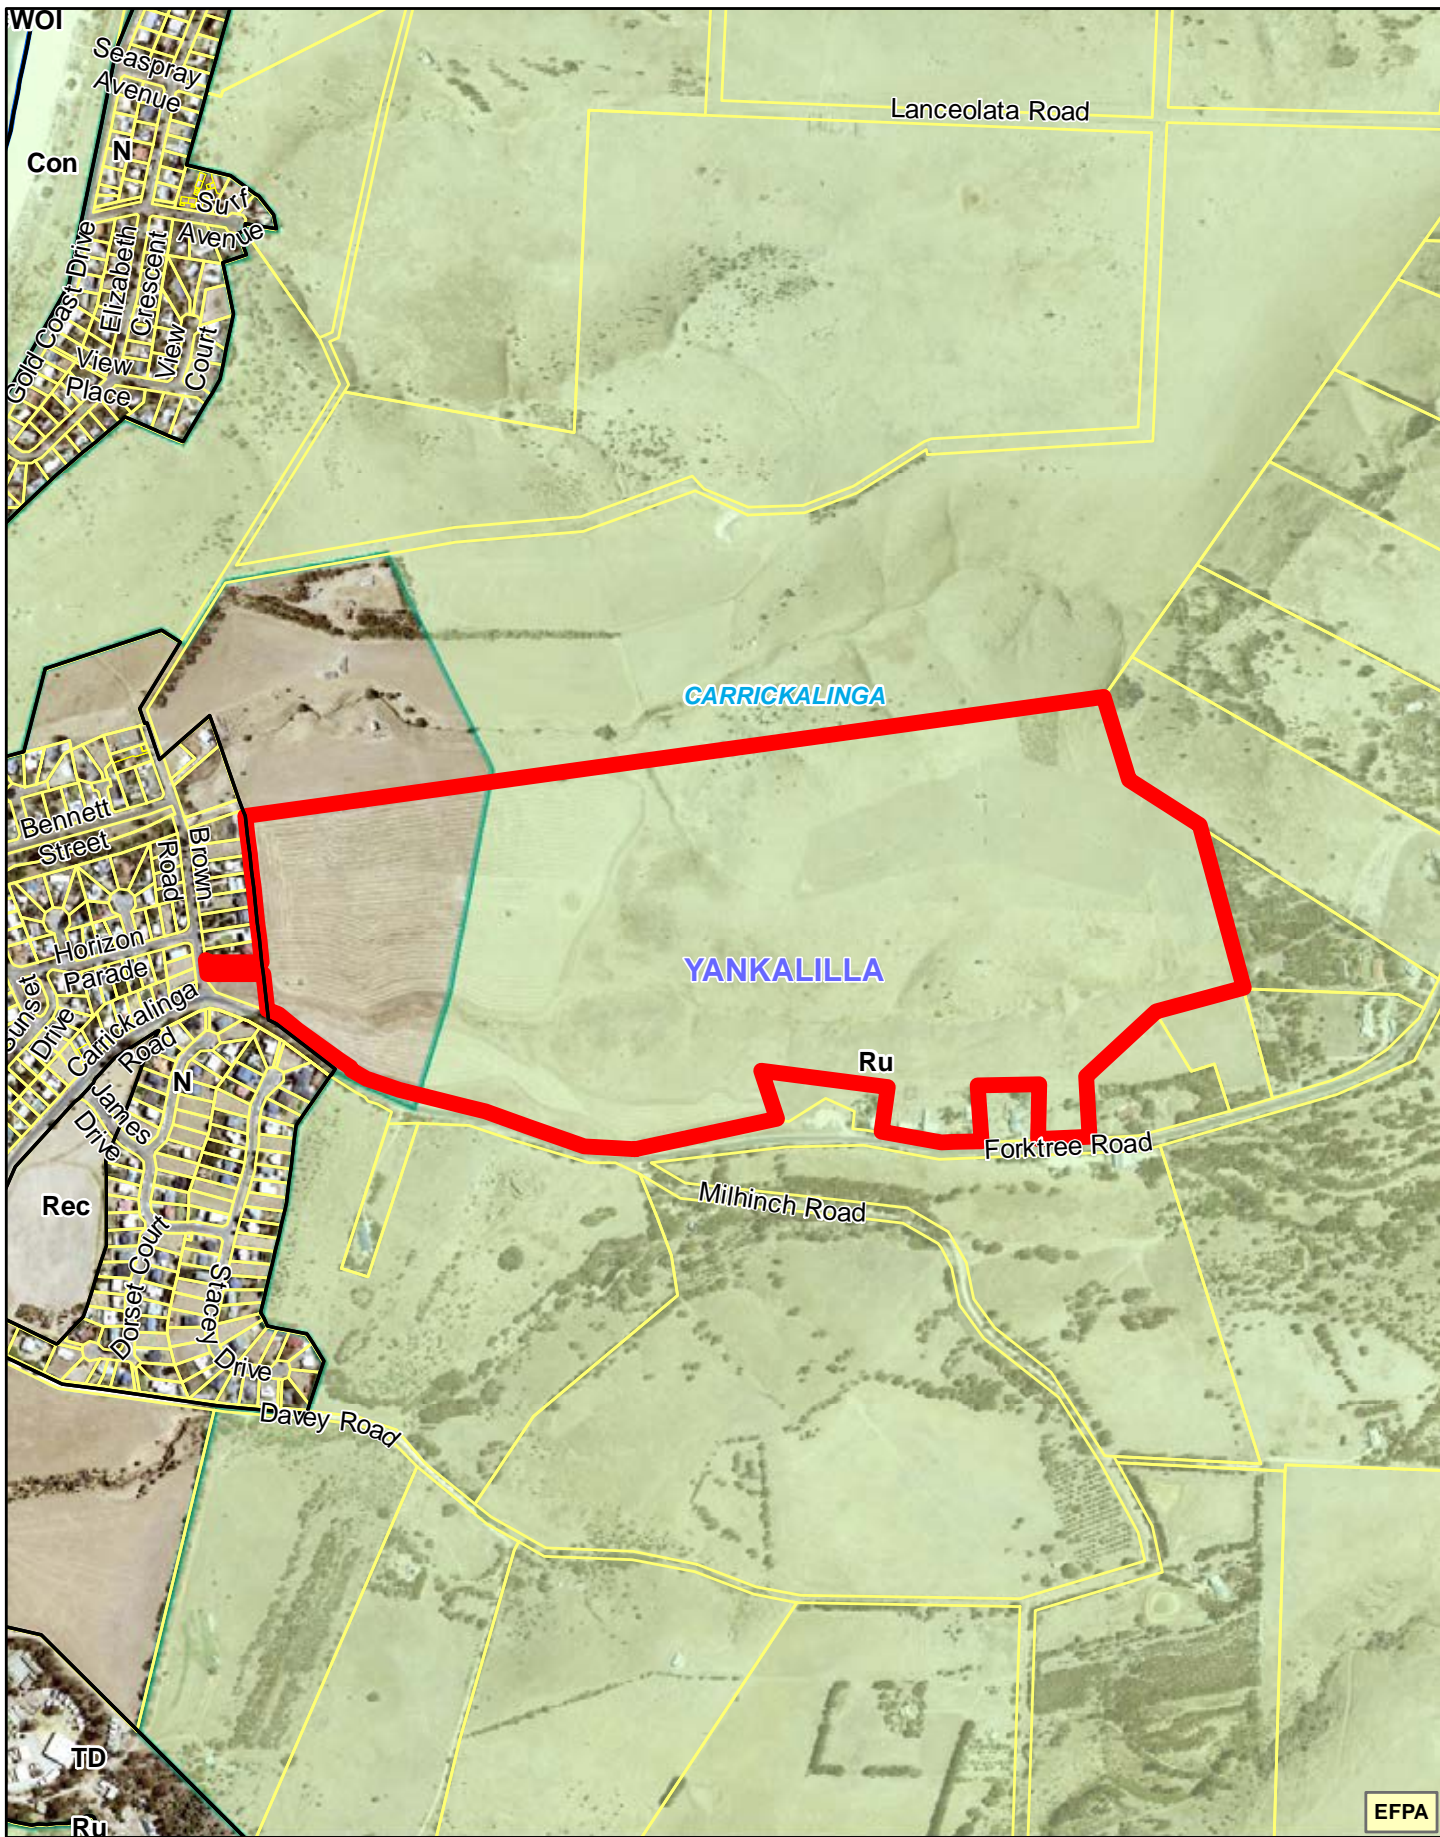 WOI
Seaspray
Avenue
Lanceolata Road
Con
N
Surf
Avenue
Gold Coast Drive
Elizabeth
Crescent
View
Court
View
Place
CARRICKALINGA
Bennett
Street
Brown
Road
Horizon
Parade
YANKALILLA
Sunset
Drive
Carrickalinga
Road
Ru
N
James
Drive
Forktree Road
Milhinch Road
Rec
Dorset Court
Stacey
Drive
Davey Road
TD
Ru
EFPA